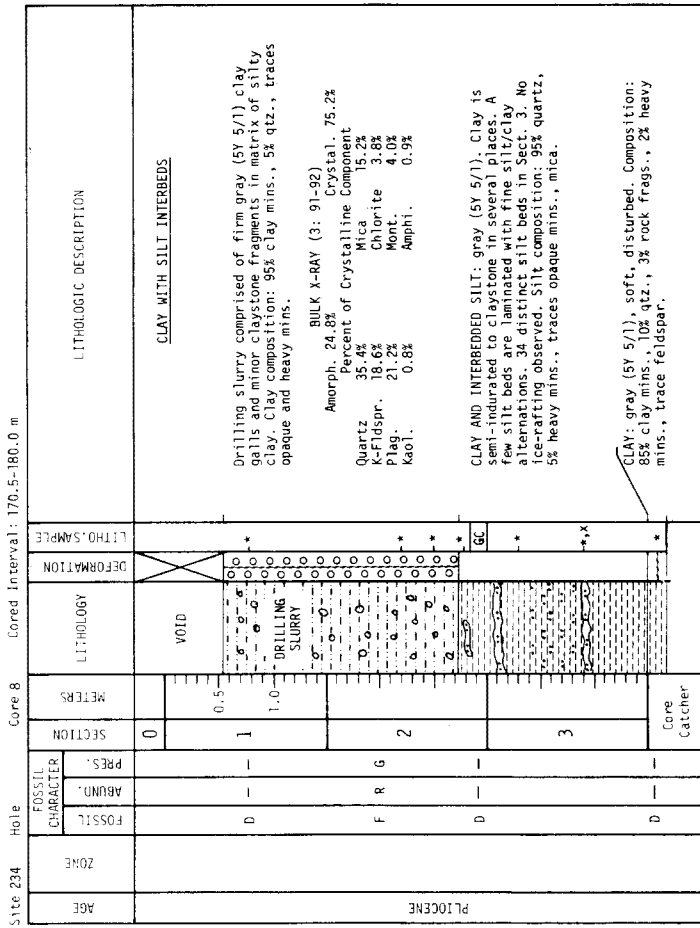 Site 234 Hole Core 8 Cored Interval: 170.5-180.0 m
AGE
ZONE
FOSSIL CHARACTER
FOSSIL
ABUND.
PRES.
SECTION
METERS
LITHOLOGY
DEFORMATION
LITHO.SAMPLE
LITHOLOGIC DESCRIPTION
PLIOCENE
D — —
F R G
D — —
D — —
0
1
2
3
Core
Catcher
0.5
1.0
VOID
DRILLING
SLURRY
*
*
*
*
GC
*
*,X
*
CLAY WITH SILT INTERBEDS
Drilling slurry comprised of firm gray (5Y 5/1) clay
galls and minor claystone fragments in matrix of silty
clay. Clay composition: 95% clay mins., 5% qtz., traces
opaque and heavy mins.
BULK X-RAY (3: 91-92)
Amorph. 24.8% Crystal. 75.2%
Percent of Crystalline Component
Quartz 35.4% Mica 15.2%
K-Fldspr. 18.6% Chlorite 3.8%
Plag. 21.2% Mont. 4.0%
Kaol. 0.8% Amphi. 0.9%
CLAY AND INTERBEDDED SILT: gray (5Y 5/1). Clay is
semi-indurated to claystone in several places. A
few silt beds are laminated with fine silt/clay
alternations. 34 distinct silt beds in Sect. 3. No
ice-rafting observed. Silt composition: 95% quartz,
5% heavy mins., traces opaque mins., mica.
CLAY: gray (5Y 5/1), soft, disturbed. Composition:
85% clay mins., 10% qtz., 3% rock frags., 2% heavy
mins., trace feldspar.